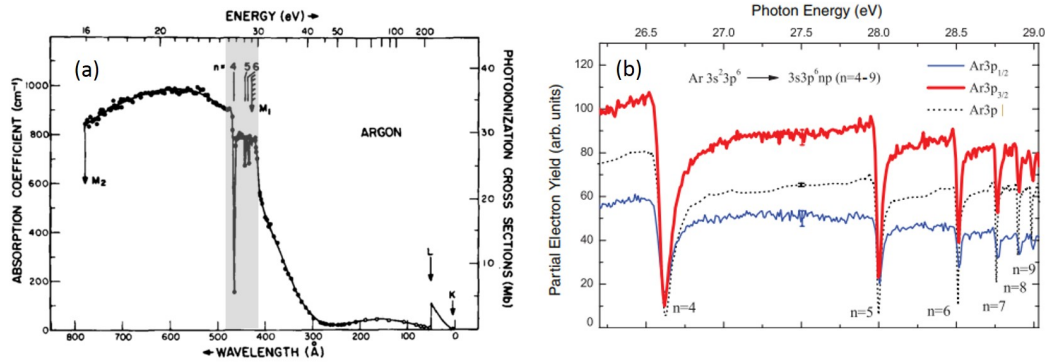 ENERGY (eV) →
16 20 30 40 50 100 200
(a)
n= 4 5 6
M₁
ARGON
M₂
L
K
1000
800
600
400
200
0
40
30
20
10
800 700 600 500 400 300 200 100 0
ABSORPTION COEFFICIENT (cm⁻¹)
PHOTOIONIZATION CROSS SECTIONS (Mb)
← WAVELENGTH (Å)
Photon Energy (eV)
26.5 27.0 27.5 28.0 28.5 29.0
(b)
Ar 3s²3p⁶ → 3s3p⁶np (n=4-9)
Ar3p1/2
Ar3p3/2
Ar3p
120
100
80
60
40
20
0
Partial Electron Yield (arb. units)
n=4
n=5
n=6
n=7
n=8
n=9